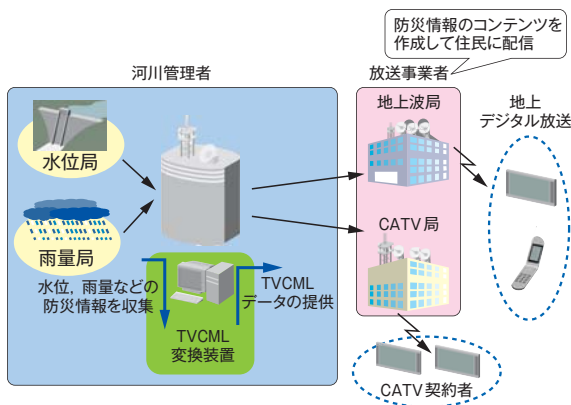 防災情報のコンテンツを
作成して住民に配信
河川管理者
放送事業者
地上波局
地上
デジタル放送
水位局
CATV局
雨量局
水位，雨量などの
防災情報を収集
TVCML
データの提供
TVCML
変換装置
CATV契約者